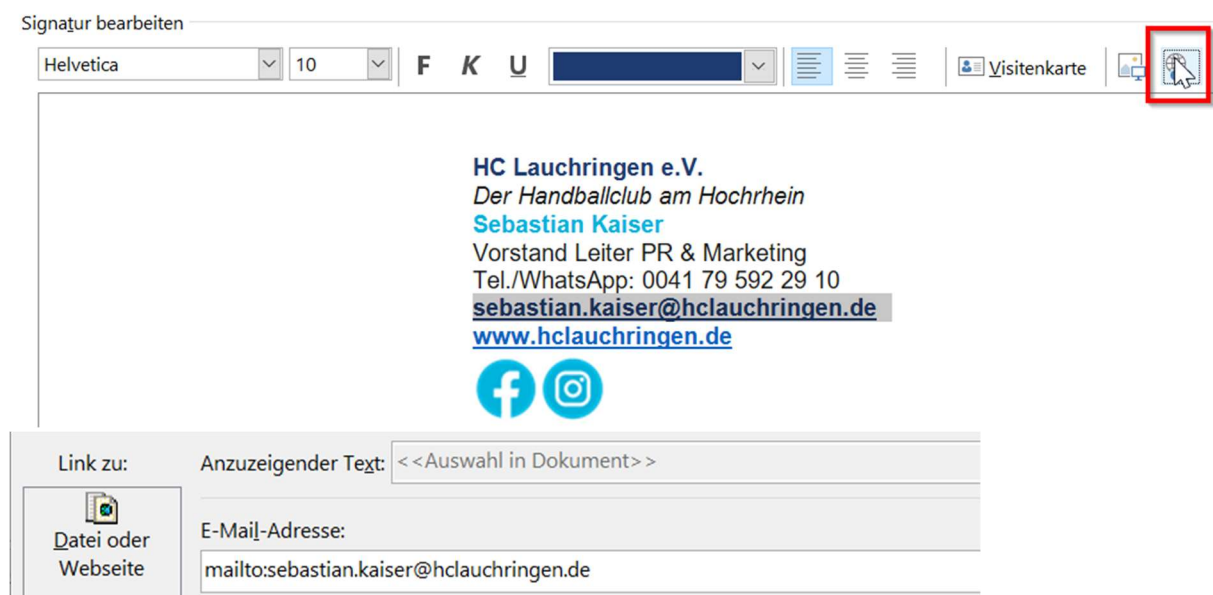 Signatur bearbeiten
Helvetica 10 F K U Visitenkarte
HC Lauchringen e.V.
Der Handballclub am Hochrhein
Sebastian Kaiser
Vorstand Leiter PR & Marketing
Tel./WhatsApp: 0041 79 592 29 10
sebastian.kaiser@hclauchringen.de
www.hclauchringen.de
Link zu: Anzuzeigender Text: <<Auswahl in Dokument>>
Datei oder
Webseite
E-Mail-Adresse:
mailto:sebastian.kaiser@hclauchringen.de